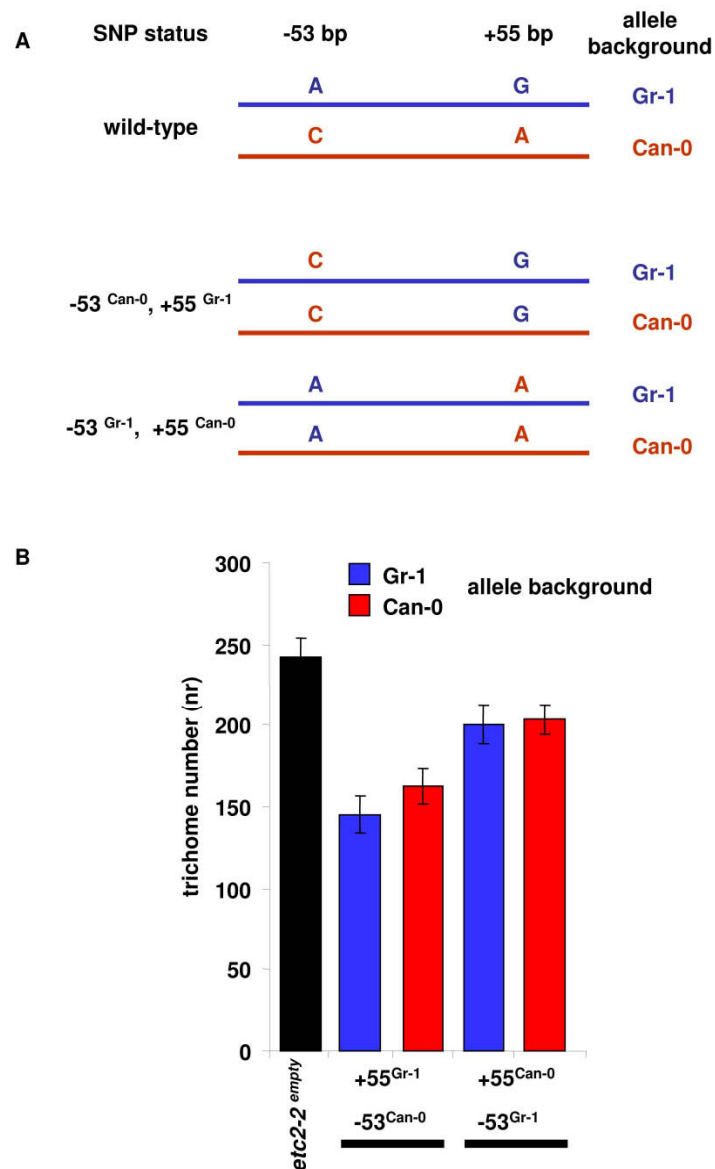 A
SNP status -53 bp +55 bp allele background
A G Gr-1
wild-type
C A Can-0
C G Gr-1
-53 Can-0, +55 Gr-1
C G Can-0
A A Gr-1
-53 Gr-1, +55 Can-0
A A Can-0
B
300
250
200
150
100
50
0
trichome number (nr)
Gr-1
Can-0
allele background
etc2-2 empty
+55Gr-1 +55Can-0
-53Can-0 -53Gr-1